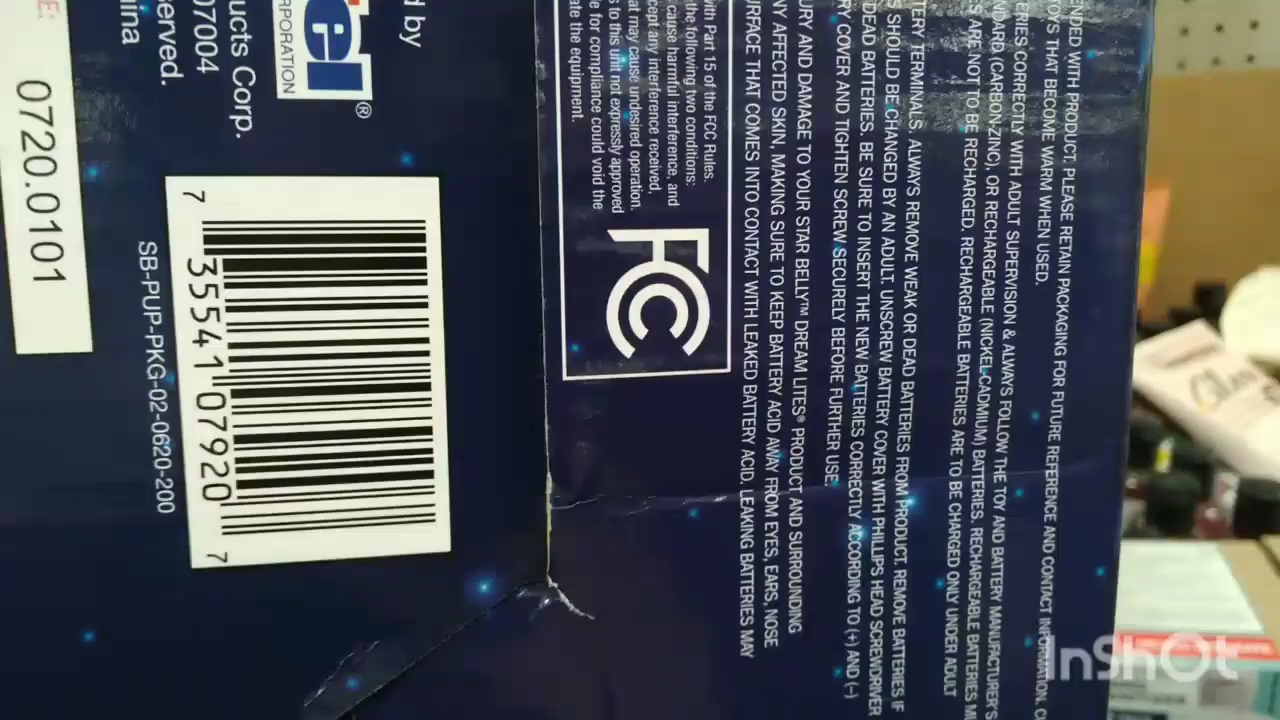 ENDED WITH PRODUCT. PLEASE RETAIN PACKAGING FOR FUTURE REFERENCE AND CONTACT INFORMATION.
TOYS THAT BECOME WARM WHEN USED.
ERIES CORRECTLY WITH ADULT SUPERVISION & ALWAYS FOLLOW THE TOY AND BATTERY MANUFACTURER'S
NDARD (CARBON-ZINC), OR RECHARGEABLE (NICKEL-CADMIUM) BATTERIES. RECHARGEABLE BATTERIES
S ARE NOT TO BE RECHARGED. RECHARGEABLE BATTERIES ARE TO BE CHARGED ONLY UNDER ADULT
TERY TERMINALS. ALWAYS REMOVE WEAK OR DEAD BATTERIES FROM PRODUCT. REMOVE BATTERIES IF
S SHOULD BE CHANGED BY AN ADULT. UNSCREW BATTERY COVER WITH PHILLIPS HEAD SCREWDRIVER
DEAD BATTERIES. BE SURE TO INSERT THE NEW BATTERIES CORRECTLY ACCORDING TO (+) AND (-)
RY COVER AND TIGHTEN SCREW SECURELY BEFORE FURTHER USE.
URY AND DAMAGE TO YOUR STAR BELLY™ DREAM LITES® PRODUCT AND SURROUNDING
NY AFFECTED SKIN, MAKING SURE TO KEEP BATTERY ACID AWAY FROM EYES, EARS, NOSE
URFACE THAT COMES INTO CONTACT WITH LEAKED BATTERY ACID. LEAKING BATTERIES MAY
vith Part 15 of the FCC Rules.
the following two conditions:
cause harmful interference, and
cept any interference received,
at may cause undesired operation.
s to this unit not expressly approved
le for compliance could void the
ate the equipment.
FC
d by
tel®
RPORATION
ucts Corp.
07004
served.
hina
E:
0720.0101
7 35541 07920 7
SB-PUP-PKG-02-0620-200
InShOt